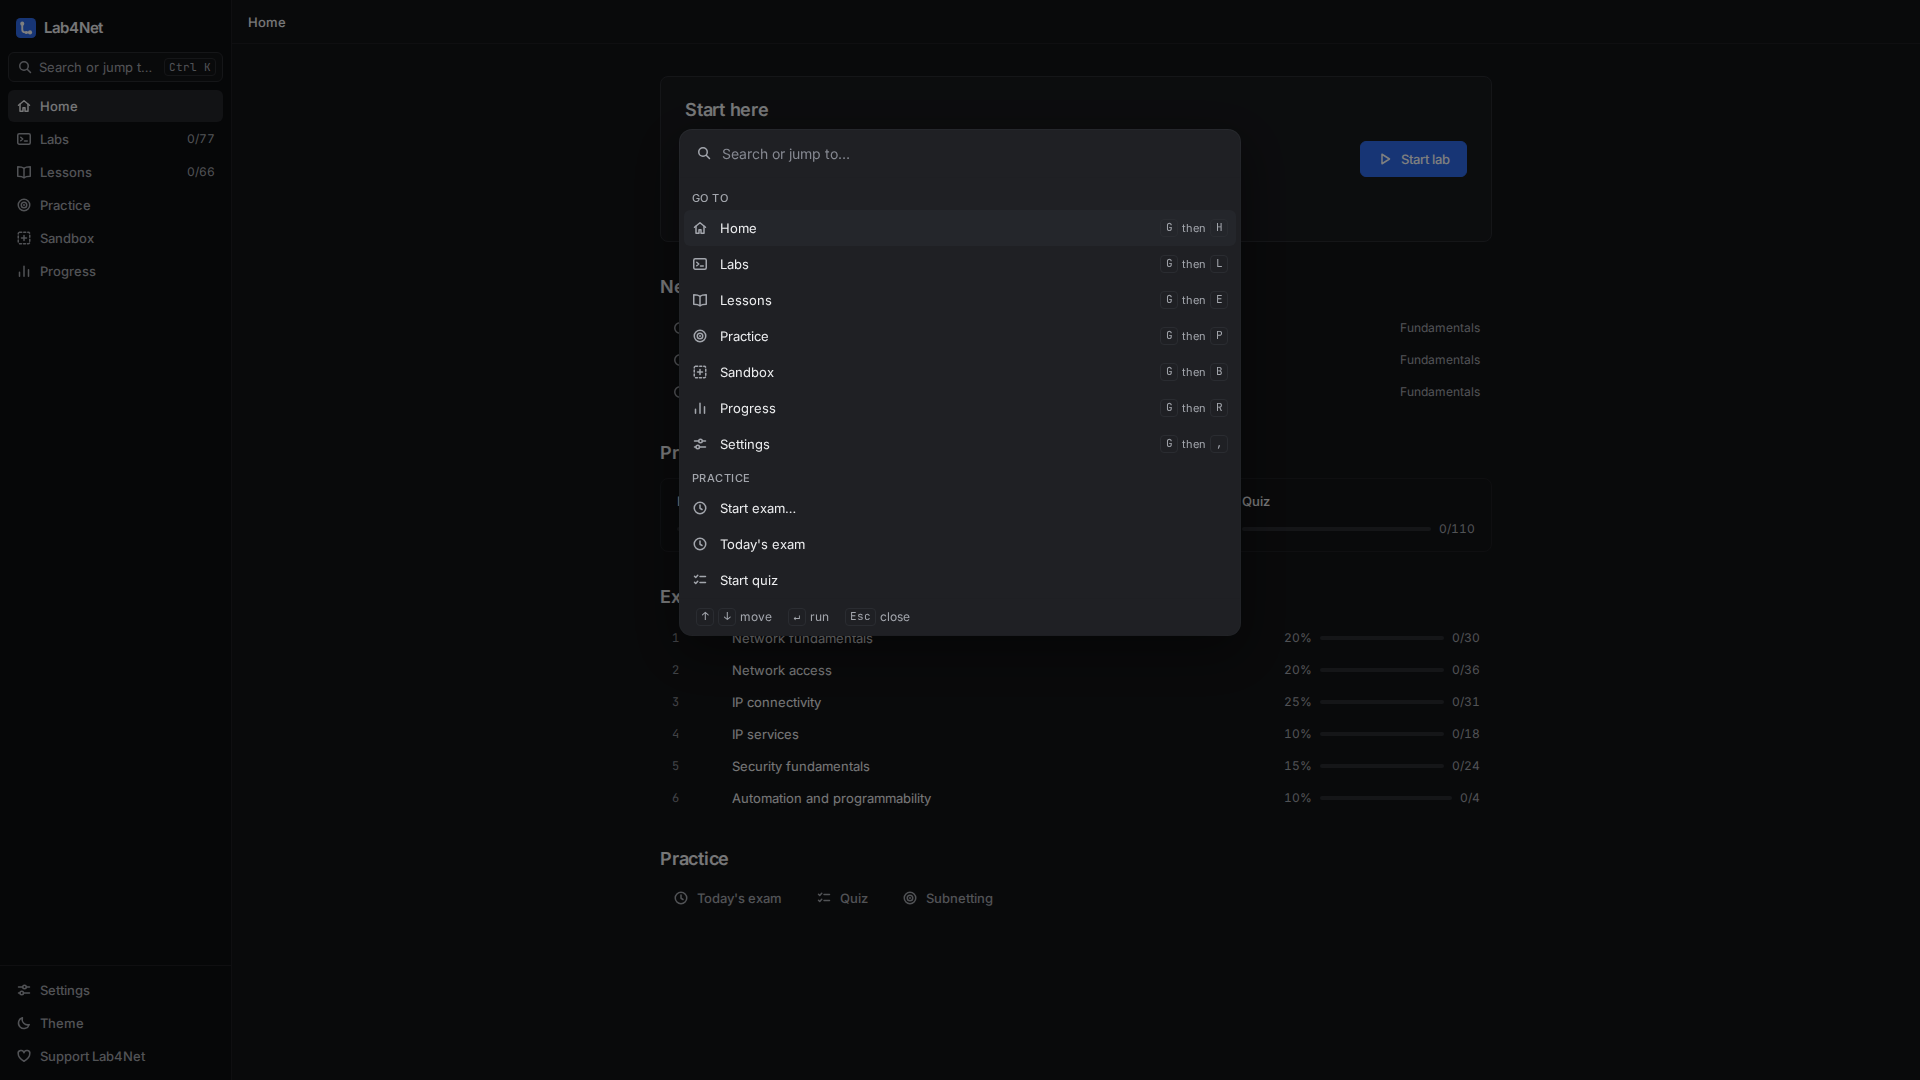 Lab4Net
Search or jump t... Ctrl K
Home
Labs 0/77
Lessons 0/66
Practice
Sandbox
Progress
Settings
Theme
Support Lab4Net
Home
Start here
Start lab
Search or jump to...
GO TO
Home G then H
Labs G then L
Lessons G then E
Practice G then P
Sandbox G then B
Progress G then R
Settings G then ,
PRACTICE
Start exam...
Today's exam
Start quiz
↑ ↓ move ↵ run Esc close
Fundamentals
Fundamentals
Fundamentals
Quiz
0/110
1 Network fundamentals 20% 0/30
2 Network access 20% 0/36
3 IP connectivity 25% 0/31
4 IP services 10% 0/18
5 Security fundamentals 15% 0/24
6 Automation and programmability 10% 0/4
Practice
Today's exam Quiz Subnetting